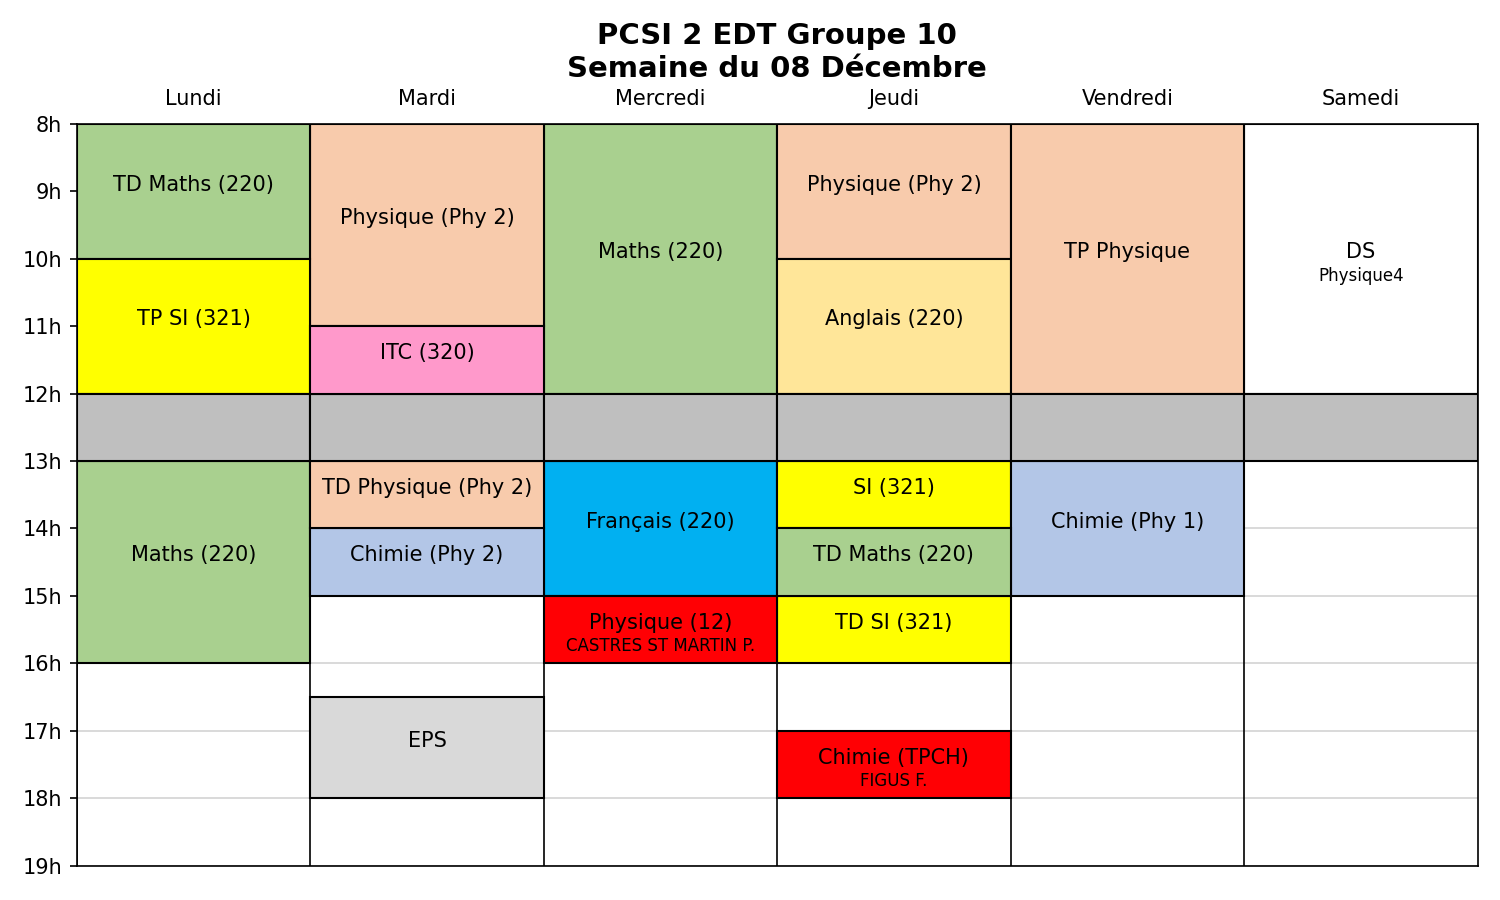 PCSI 2 EDT Groupe 10
Semaine du 08 Décembre
Lundi
Mardi
Mercredi
Jeudi
Vendredi
Samedi
8h
9h
10h
11h
12h
13h
14h
15h
16h
17h
18h
19h
TD Maths (220)
TP SI (321)
Maths (220)
Physique (Phy 2)
ITC (320)
TD Physique (Phy 2)
Chimie (Phy 2)
EPS
Maths (220)
Français (220)
Physique (12)
CASTRES ST MARTIN P.
Physique (Phy 2)
Anglais (220)
SI (321)
TD Maths (220)
TD SI (321)
Chimie (TPCH)
FIGUS F.
TP Physique
Chimie (Phy 1)
DS
Physique4